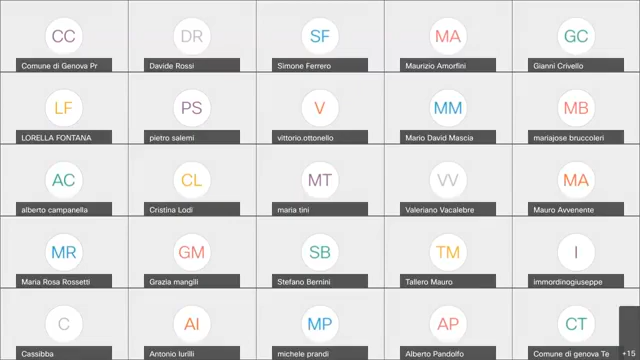 CC DR SF MA GC
Comune di Genova Pr Davide Rossi Simone Ferrero Maurizio Amorfini Gianni Crivello
LF PS V MM MB
LORELLA FONTANA pietro salemi vittorio.ottonello Mario David Mascia mariajose bruccoleri
AC CL MT VV MA
alberto campanella Cristina Lodi maria tini Valeriano Vacalebre Mauro Avvenente
MR GM SB TM I
Maria Rosa Rossetti Grazia mangili Stefano Bernini Tallero Mauro immordinogiuseppe
C AI MP AP CT
Cassibba Antonio Iurilli michele prandi Alberto Pandolfo Comune di genova Te +15